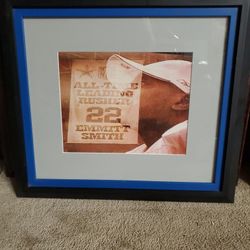 ALL-TIME
LEADING
RUSHER
22
EMMITT
SMITH